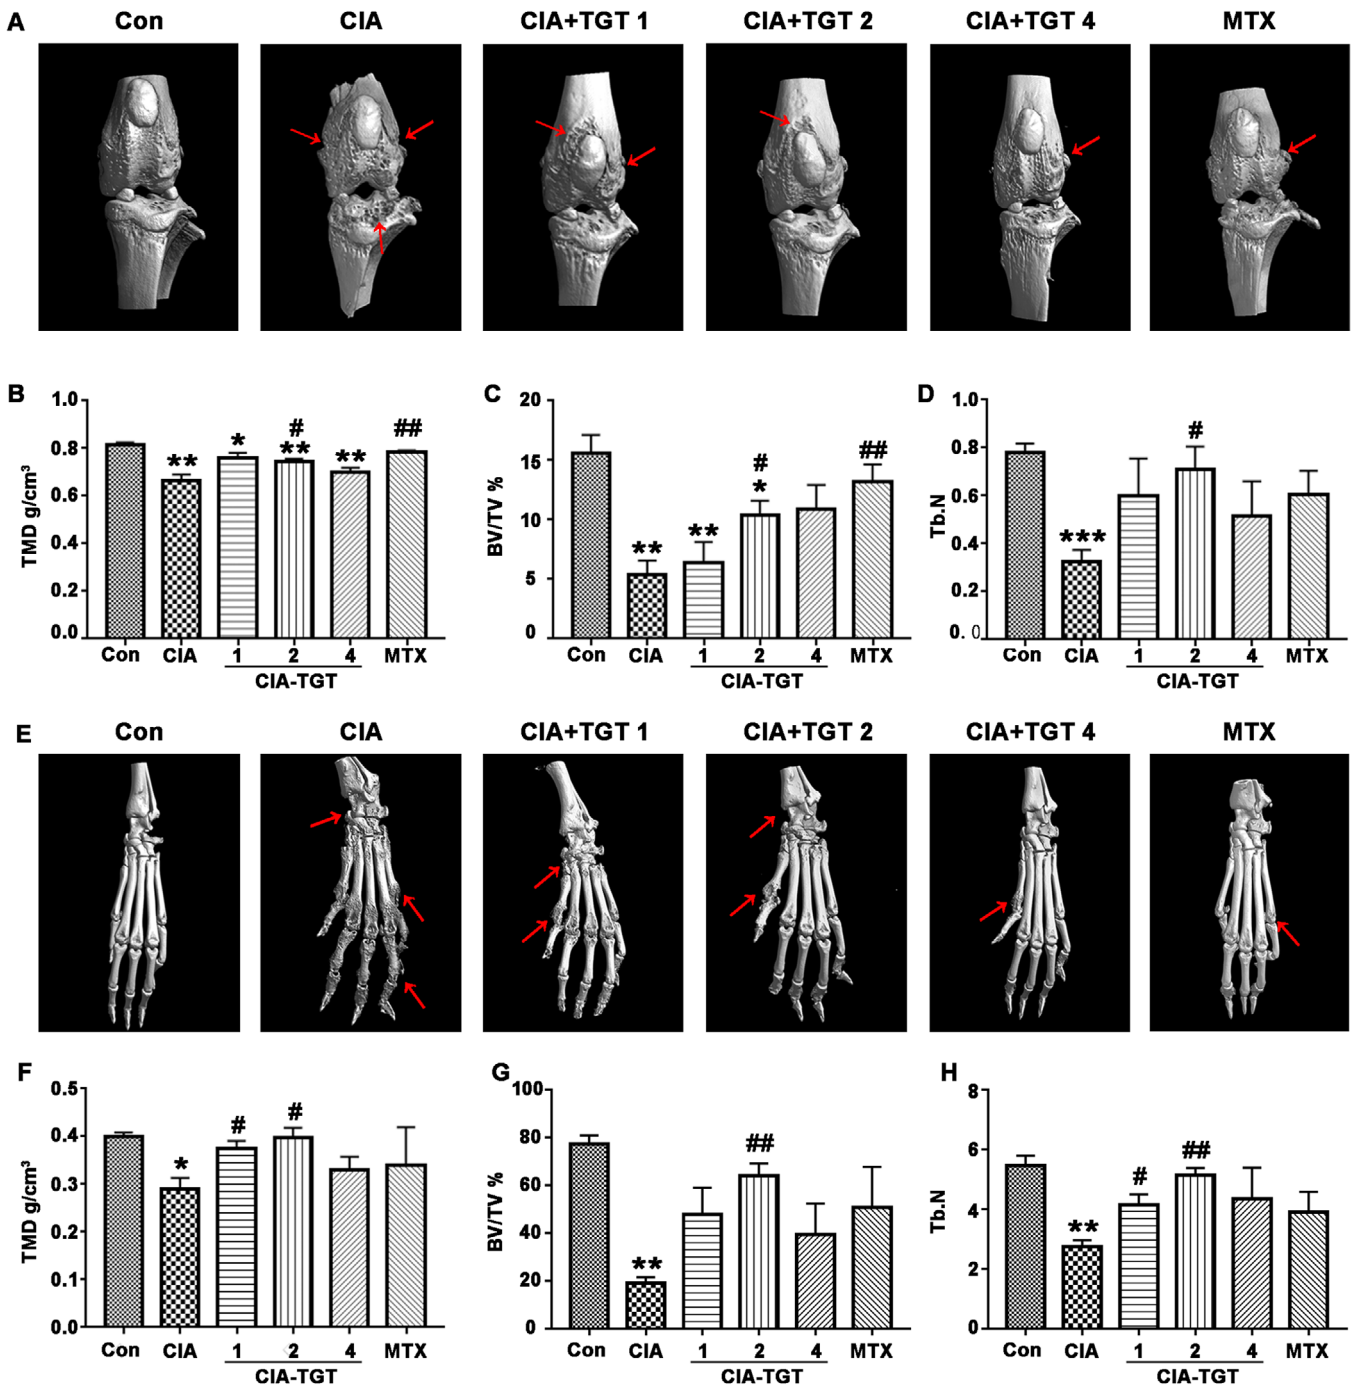 A
Con CIA CIA+TGT 1 CIA+TGT 2 CIA+TGT 4 MTX
B
TMD g/cm³
1.0
0.8
0.6
0.4
0.2
0.0
** * # ** ** ##
Con CIA 1 2 4 MTX
CIA-TGT
C
BV/TV %
20
15
10
5
0
** ** # * ##
Con CIA 1 2 4 MTX
CIA-TGT
D
Tb.N
1.0
0.8
0.6
0.4
0.2
0.0
*** #
Con CIA 1 2 4 MTX
CIA-TGT
E
Con CIA CIA+TGT 1 CIA+TGT 2 CIA+TGT 4 MTX
F
TMD g/cm³
0.5
0.4
0.3
0.2
0.1
0.0
* # #
Con CIA 1 2 4 MTX
CIA-TGT
G
BV/TV %
100
80
60
40
20
0
** ##
Con CIA 1 2 4 MTX
CIA-TGT
H
Tb.N
8
6
4
2
0
** # ##
Con CIA 1 2 4 MTX
CIA-TGT